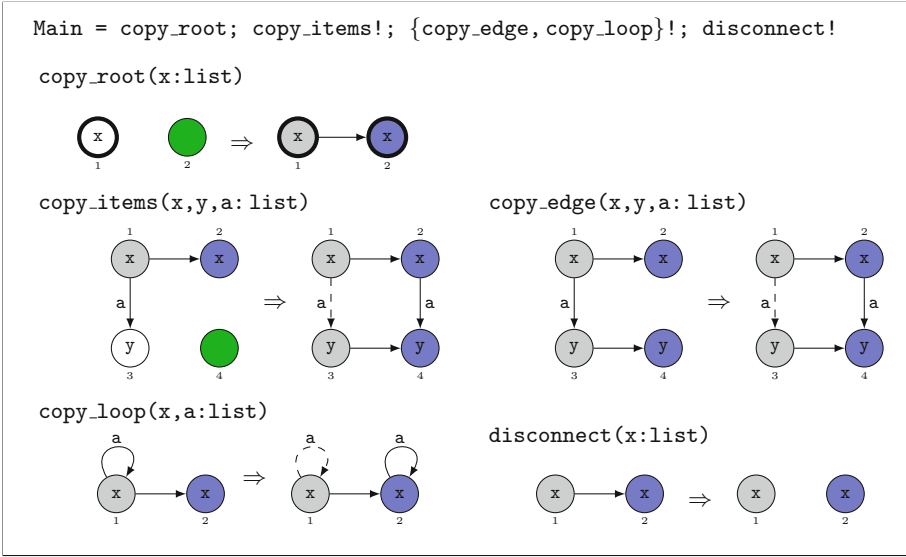 Main = copy_root; copy_items!; {copy_edge, copy_loop}!; disconnect!
copy_root(x:list)
x ⇒ x x
1 2 1 2
copy_items(x,y,a:list)
1 2 1 2
x x x x
a ⇒ a a
y y y
3 4 3 4
copy_edge(x,y,a:list)
1 2 1 2
x x x x
a ⇒ a a
y y y y
3 4 3 4
copy_loop(x,a:list)
a a a
x x ⇒ x x
1 2 1 2
disconnect(x:list)
x x ⇒ x x
1 2 1 2